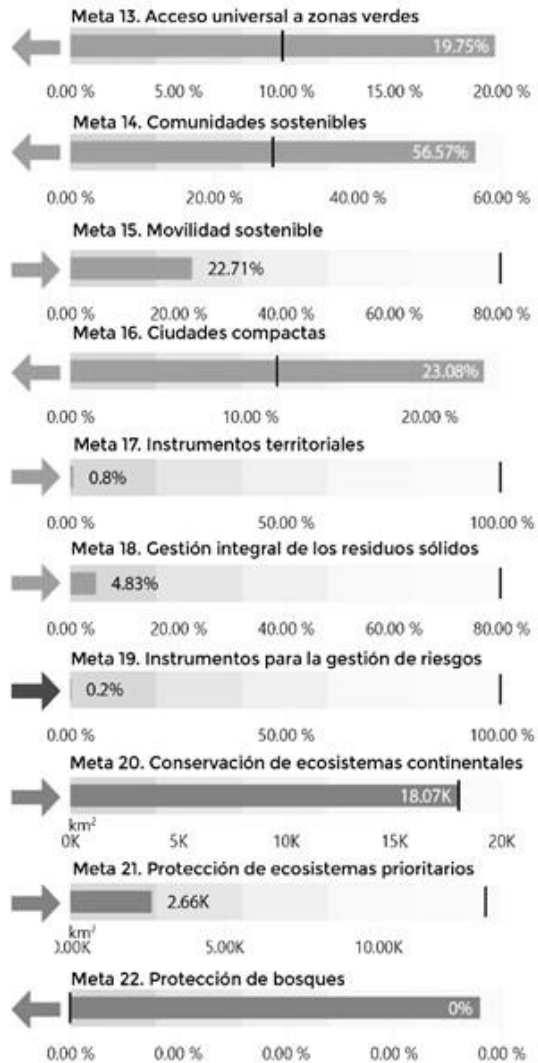 Meta 13. Acceso universal a zonas verdes
19.75%
0.00 % 5.00 % 10.00 % 15.00 % 20.00 %
Meta 14. Comunidades sostenibles
56.57%
0.00 % 20.00 % 40.00 % 60.00 %
Meta 15. Movilidad sostenible
22.71%
0.00 % 20.00 % 40.00 % 60.00 % 80.00 %
Meta 16. Ciudades compactas
23.08%
0.00 % 10.00 % 20.00 %
Meta 17. Instrumentos territoriales
0.8%
0.00 % 50.00 % 100.00 %
Meta 18. Gestión integral de los residuos sólidos
4.83%
0.00 % 20.00 % 40.00 % 60.00 % 80.00 %
Meta 19. Instrumentos para la gestión de riesgos
0.2%
0.00 % 50.00 % 100.00 %
Meta 20. Conservación de ecosistemas continentales
18.07K
km²
0K 5K 10K 15K 20K
Meta 21. Protección de ecosistemas prioritarios
2.66K
km²
0.00K 5.00K 10.00K
Meta 22. Protección de bosques
0%
0.00 % 0.00 % 0.00 % 0.00 % 0.00 %